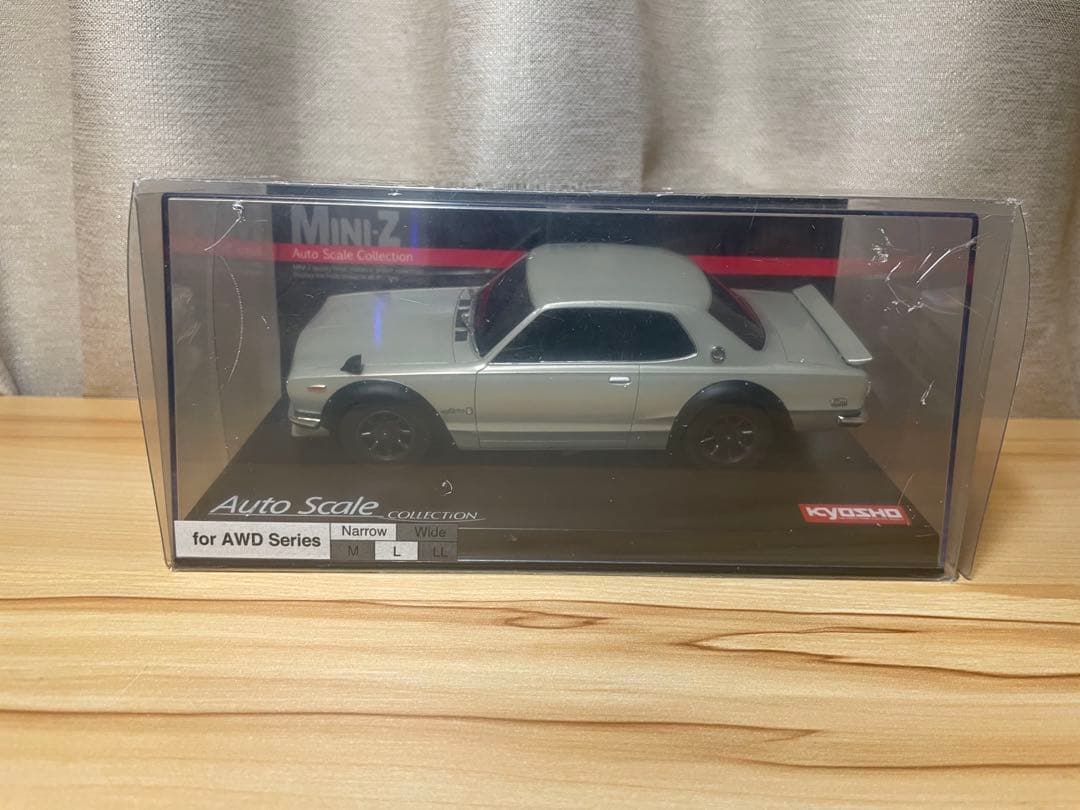 MINI-Z
Auto Scale Collection
Auto Scale COLLECTION
KYOSHO
for AWD Series
Narrow Wide
M L LL